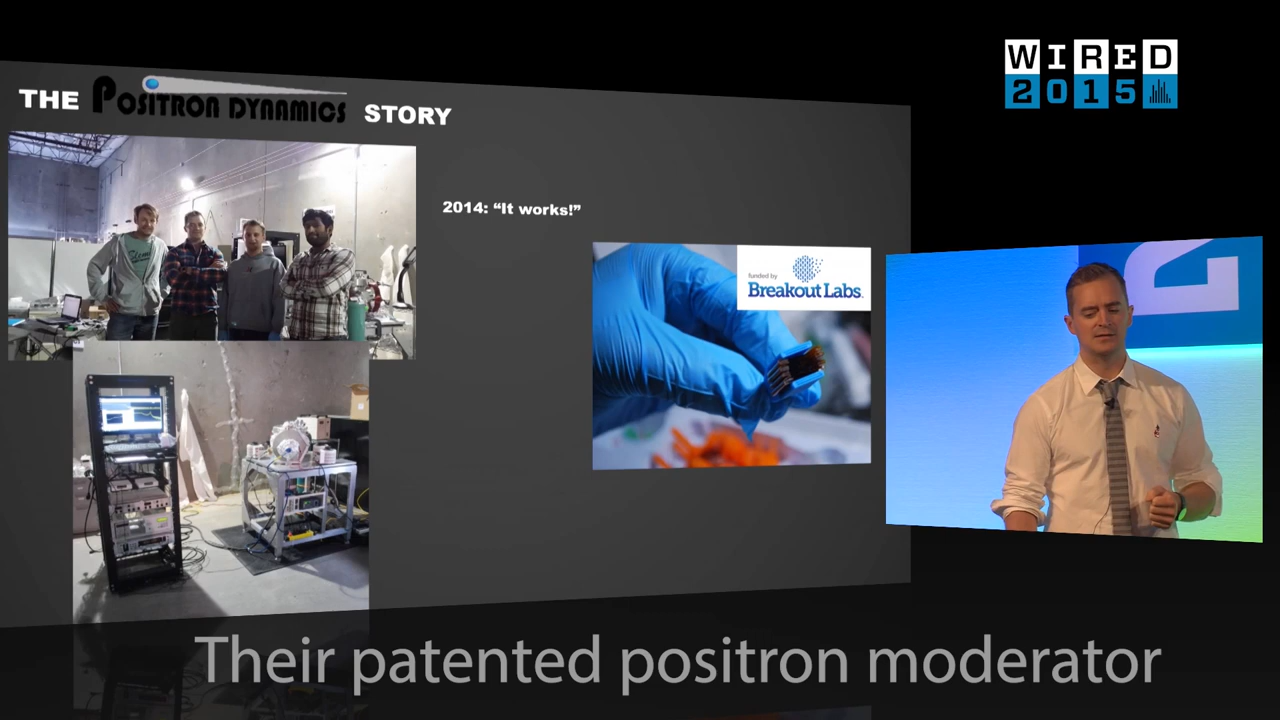 WIRED
2015
THE POSITRON DYNAMICS STORY
2014: “It works!”
funded by
Breakout Labs.
Their patented positron moderator